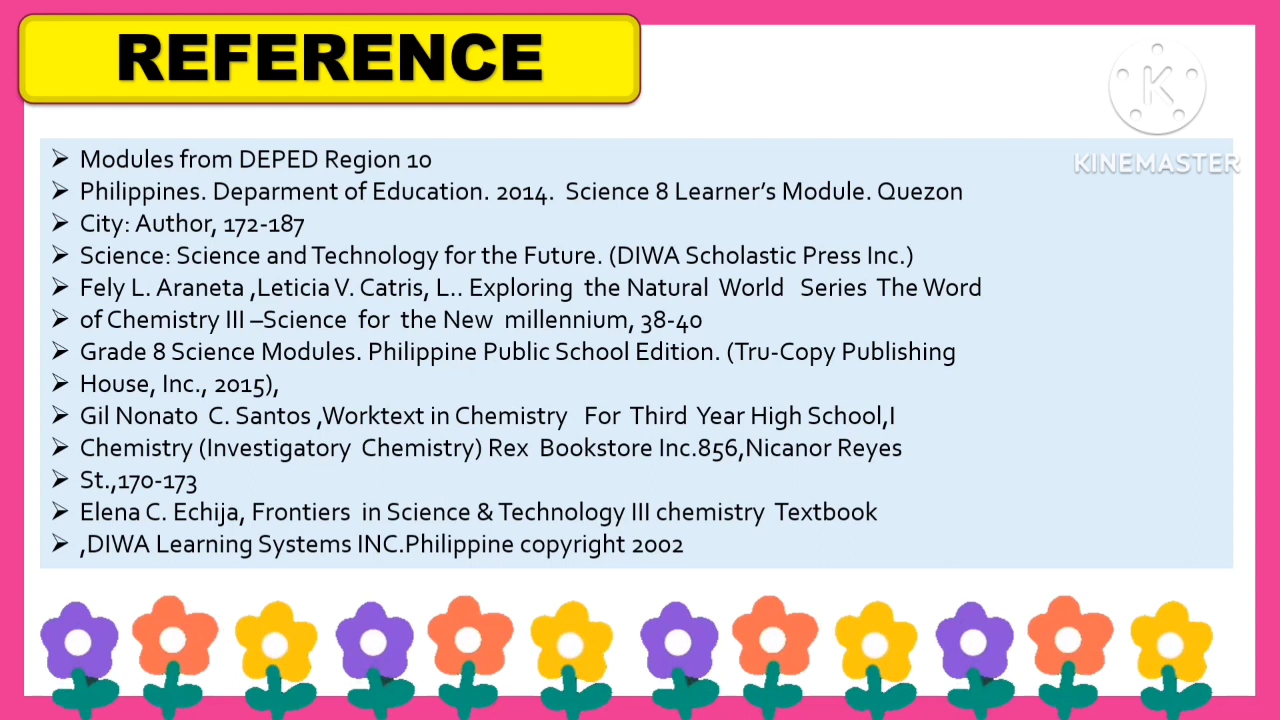 REFERENCE
K
KINEMASTER
➢ Modules from DEPED Region 10
➢ Philippines. Deparment of Education. 2014.  Science 8 Learner’s Module. Quezon
➢ City: Author, 172-187
➢ Science: Science and Technology for the Future. (DIWA Scholastic Press Inc.)
➢ Fely L. Araneta ,Leticia V. Catris, L.. Exploring  the Natural  World   Series  The Word
➢ of Chemistry III –Science  for  the New  millennium, 38-40
➢ Grade 8 Science Modules. Philippine Public School Edition. (Tru-Copy Publishing
➢ House, Inc., 2015),
➢ Gil Nonato  C. Santos ,Worktext in Chemistry   For  Third  Year High School,I
➢ Chemistry (Investigatory  Chemistry) Rex  Bookstore Inc.856,Nicanor Reyes
➢ St.,170-173
➢ Elena C. Echija, Frontiers  in Science & Technology III chemistry  Textbook
➢ ,DIWA Learning Systems INC.Philippine copyright 2002